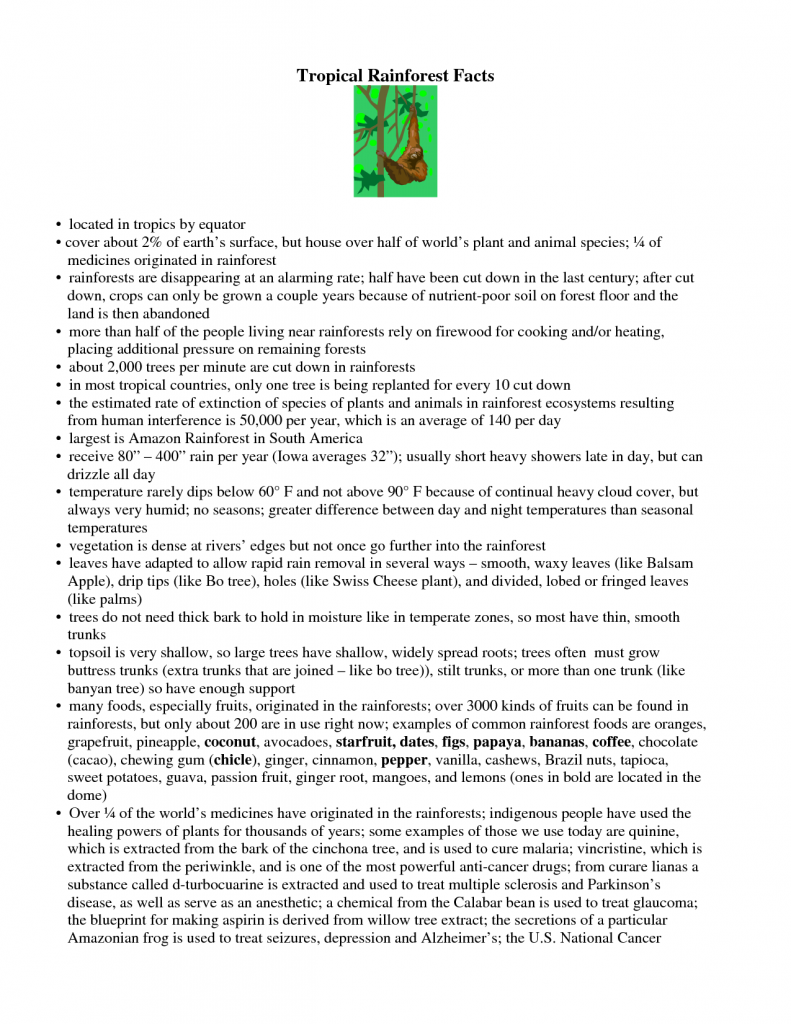 Tropical Rainforest Facts
• located in tropics by equator
• cover about 2% of earth’s surface, but house over half of world’s plant and animal species; ¼ of
medicines originated in rainforest
• rainforests are disappearing at an alarming rate; half have been cut down in the last century; after cut
down, crops can only be grown a couple years because of nutrient-poor soil on forest floor and the
land is then abandoned
• more than half of the people living near rainforests rely on firewood for cooking and/or heating,
placing additional pressure on remaining forests
• about 2,000 trees per minute are cut down in rainforests
• in most tropical countries, only one tree is being replanted for every 10 cut down
• the estimated rate of extinction of species of plants and animals in rainforest ecosystems resulting
from human interference is 50,000 per year, which is an average of 140 per day
• largest is Amazon Rainforest in South America
• receive 80” – 400” rain per year (Iowa averages 32”); usually short heavy showers late in day, but can
drizzle all day
• temperature rarely dips below 60° F and not above 90° F because of continual heavy cloud cover, but
always very humid; no seasons; greater difference between day and night temperatures than seasonal
temperatures
• vegetation is dense at rivers’ edges but not once go further into the rainforest
• leaves have adapted to allow rapid rain removal in several ways – smooth, waxy leaves (like Balsam
Apple), drip tips (like Bo tree), holes (like Swiss Cheese plant), and divided, lobed or fringed leaves
(like palms)
• trees do not need thick bark to hold in moisture like in temperate zones, so most have thin, smooth
trunks
• topsoil is very shallow, so large trees have shallow, widely spread roots; trees often must grow
buttress trunks (extra trunks that are joined – like bo tree)), stilt trunks, or more than one trunk (like
banyan tree) so have enough support
• many foods, especially fruits, originated in the rainforests; over 3000 kinds of fruits can be found in
rainforests, but only about 200 are in use right now; examples of common rainforest foods are oranges,
grapefruit, pineapple, coconut, avocadoes, starfruit, dates, figs, papaya, bananas, coffee, chocolate
(cacao), chewing gum (chicle), ginger, cinnamon, pepper, vanilla, cashews, Brazil nuts, tapioca,
sweet potatoes, guava, passion fruit, ginger root, mangoes, and lemons (ones in bold are located in the
dome)
• Over ¼ of the world’s medicines have originated in the rainforests; indigenous people have used the
healing powers of plants for thousands of years; some examples of those we use today are quinine,
which is extracted from the bark of the cinchona tree, and is used to cure malaria; vincristine, which is
extracted from the periwinkle, and is one of the most powerful anti-cancer drugs; from curare lianas a
substance called d-turbocuarine is extracted and used to treat multiple sclerosis and Parkinson’s
disease, as well as serve as an anesthetic; a chemical from the Calabar bean is used to treat glaucoma;
the blueprint for making aspirin is derived from willow tree extract; the secretions of a particular
Amazonian frog is used to treat seizures, depression and Alzheimer’s; the U.S. National Cancer